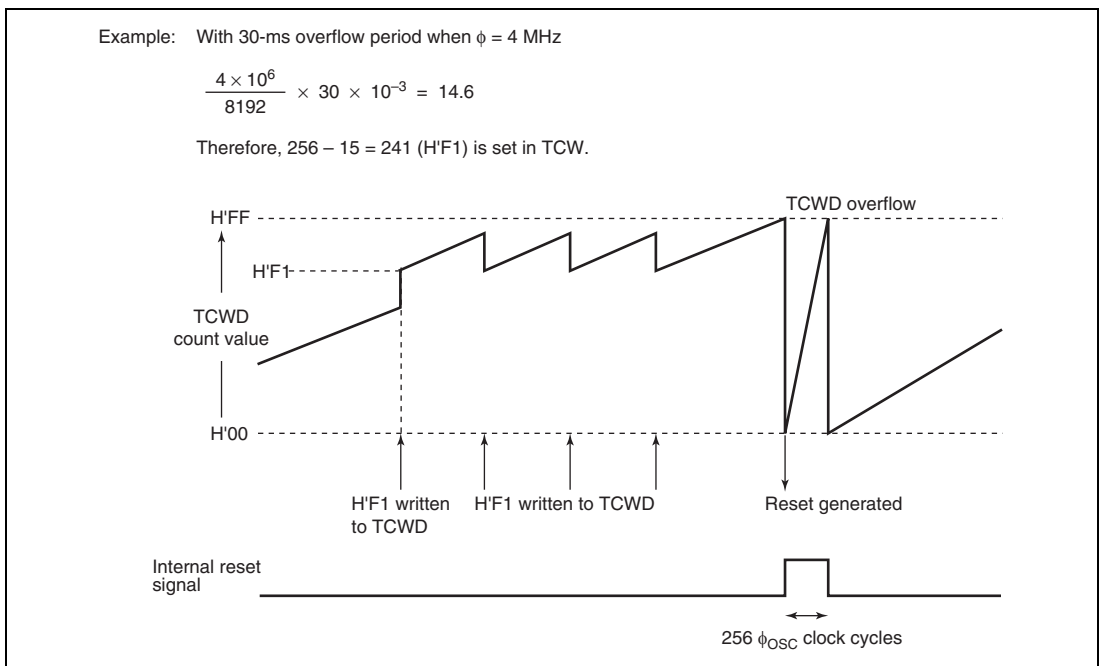 Example: With 30-ms overflow period when ϕ = 4 MHz
4 × 10⁶
8192
× 30 × 10⁻³ = 14.6
Therefore, 256 – 15 = 241 (H'F1) is set in TCW.
TCWD overflow
H'FF
H'F1
TCWD
count value
H'00
H'F1 written
to TCWD
H'F1 written to TCWD
Reset generated
Internal reset
signal
256 ϕOSC clock cycles